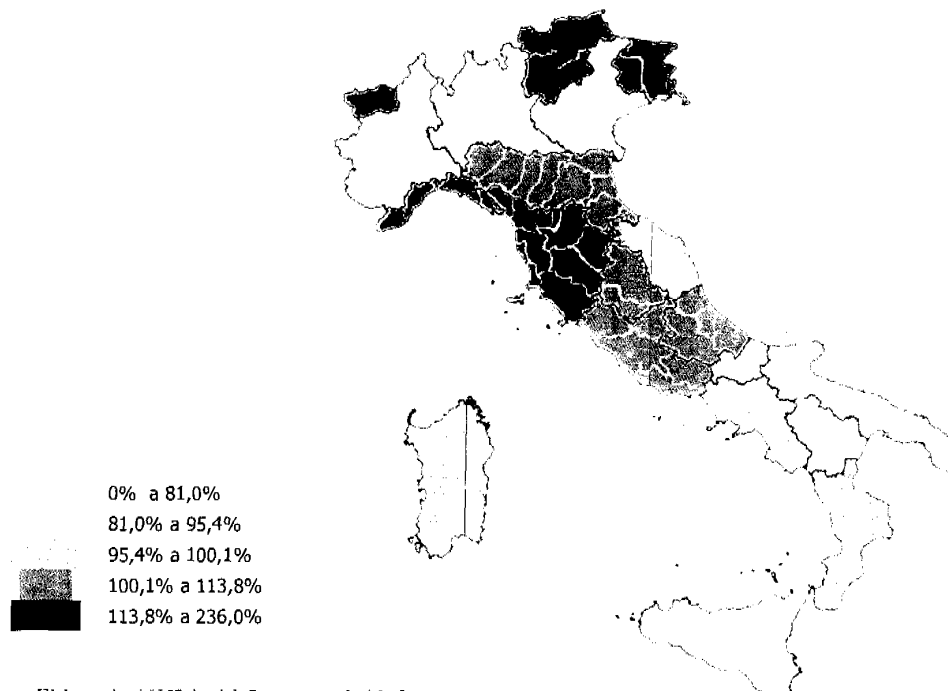 0% a 81,0%
81,0% a 95,4%
95,4% a 100,1%
100,1% a 113,8%
113,8% a 236,0%